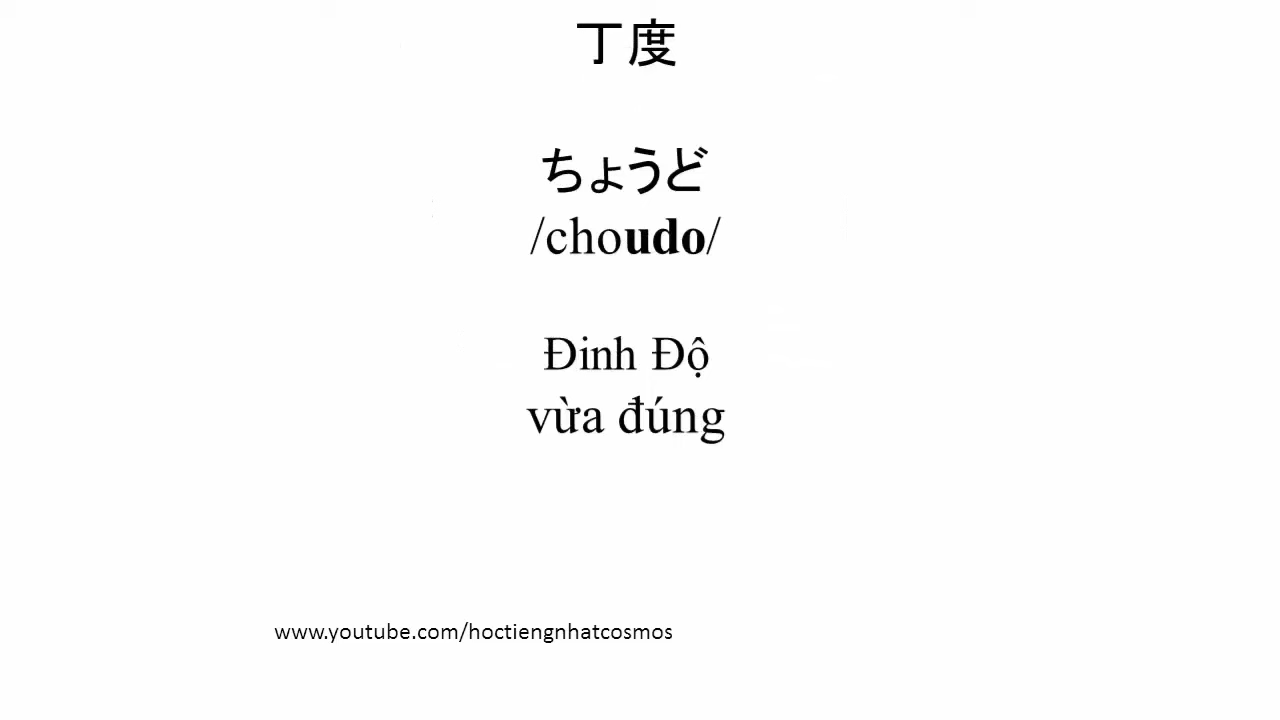 丁度
ちょうど
/choudo/
Đinh Độ
vừa đúng
www.youtube.com/hoctiengnhatcosmos